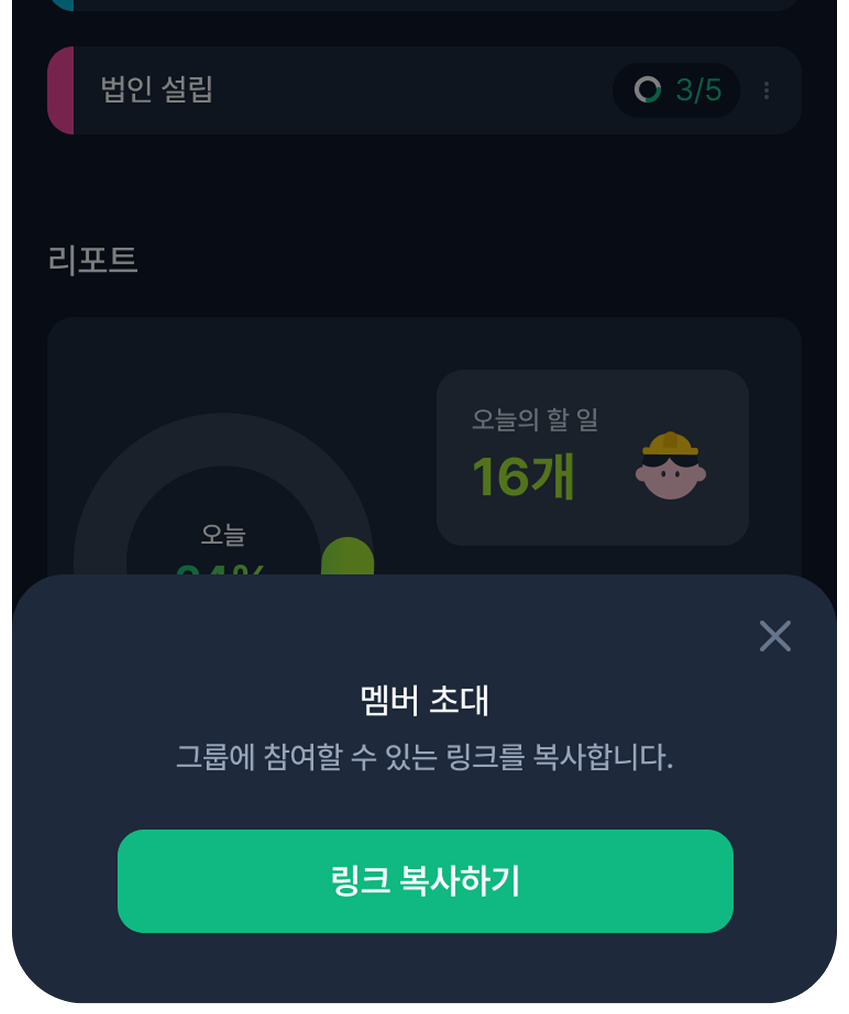 법인 설립
3/5
리포트
오늘의 할 일
16개
오늘
멤버 초대
그룹에 참여할 수 있는 링크를 복사합니다.
링크 복사하기